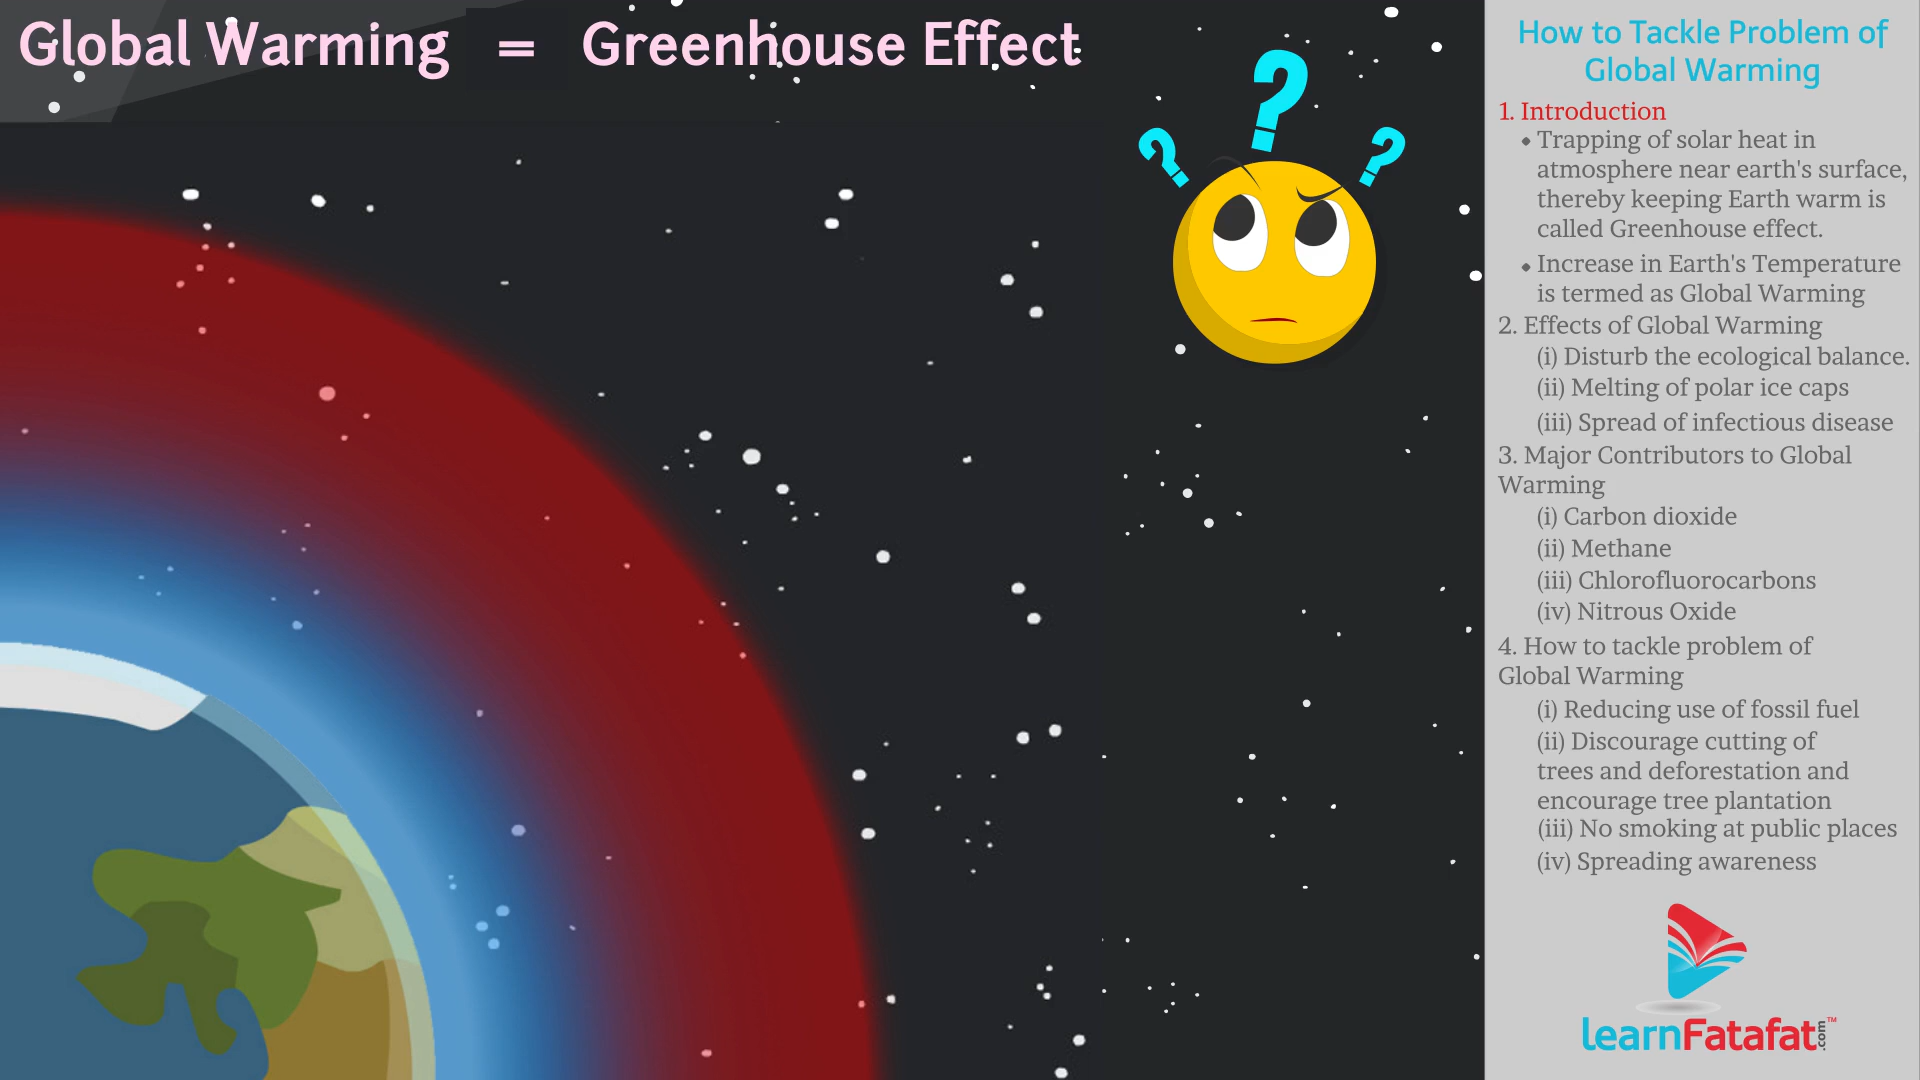 Global Warming = Greenhouse Effect
? ? ?
How to Tackle Problem of
Global Warming
1. Introduction
• Trapping of solar heat in
atmosphere near earth's surface,
thereby keeping Earth warm is
called Greenhouse effect.
• Increase in Earth's Temperature
is termed as Global Warming
2. Effects of Global Warming
(i) Disturb the ecological balance.
(ii) Melting of polar ice caps
(iii) Spread of infectious disease
3. Major Contributors to Global
Warming
(i) Carbon dioxide
(ii) Methane
(iii) Chlorofluorocarbons
(iv) Nitrous Oxide
4. How to tackle problem of
Global Warming
(i) Reducing use of fossil fuel
(ii) Discourage cutting of
trees and deforestation and
encourage tree plantation
(iii) No smoking at public places
(iv) Spreading awareness
learnFatafat.com™